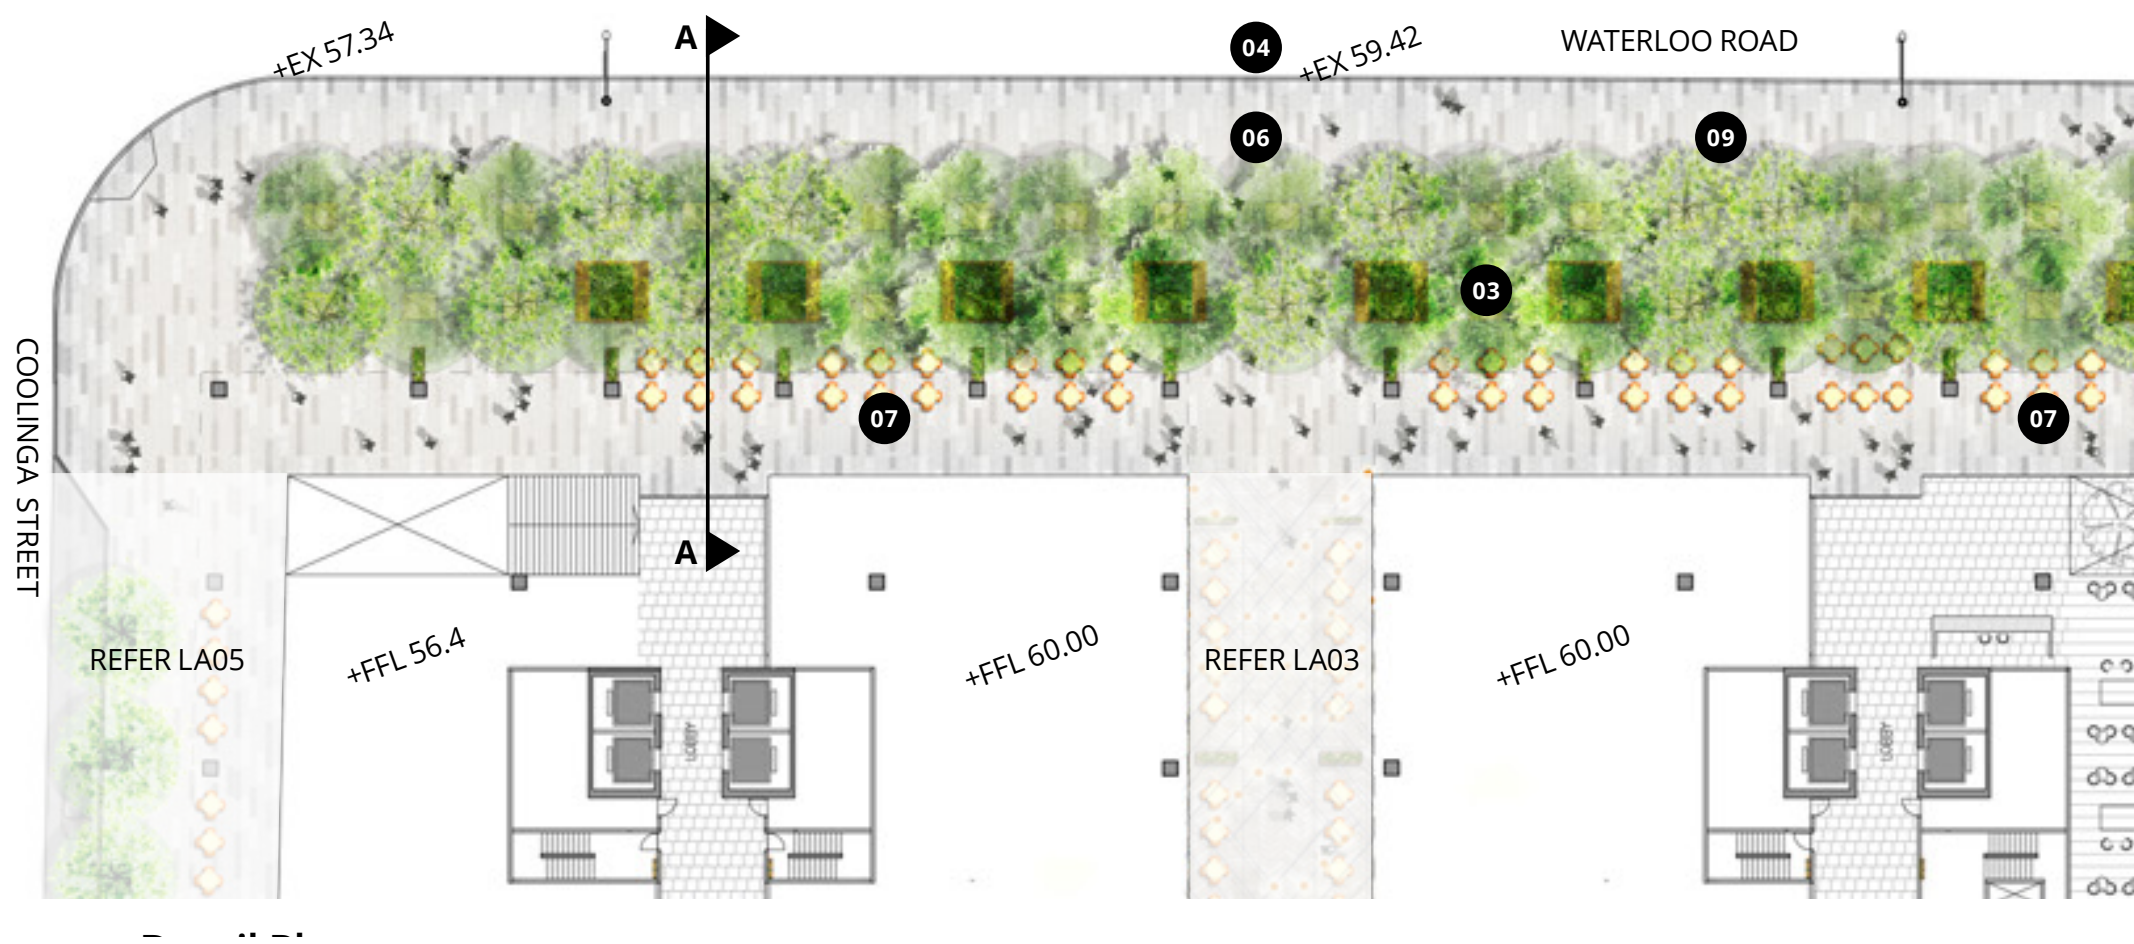 +EX 57.34
A
04
+EX 59.42
WATERLOO ROAD
06
09
03
COOLINGA STREET
07
07
A
REFER LA05
+FFL 56.4
+FFL 60.00
REFER LA03
+FFL 60.00
LOBBY
LOBBY